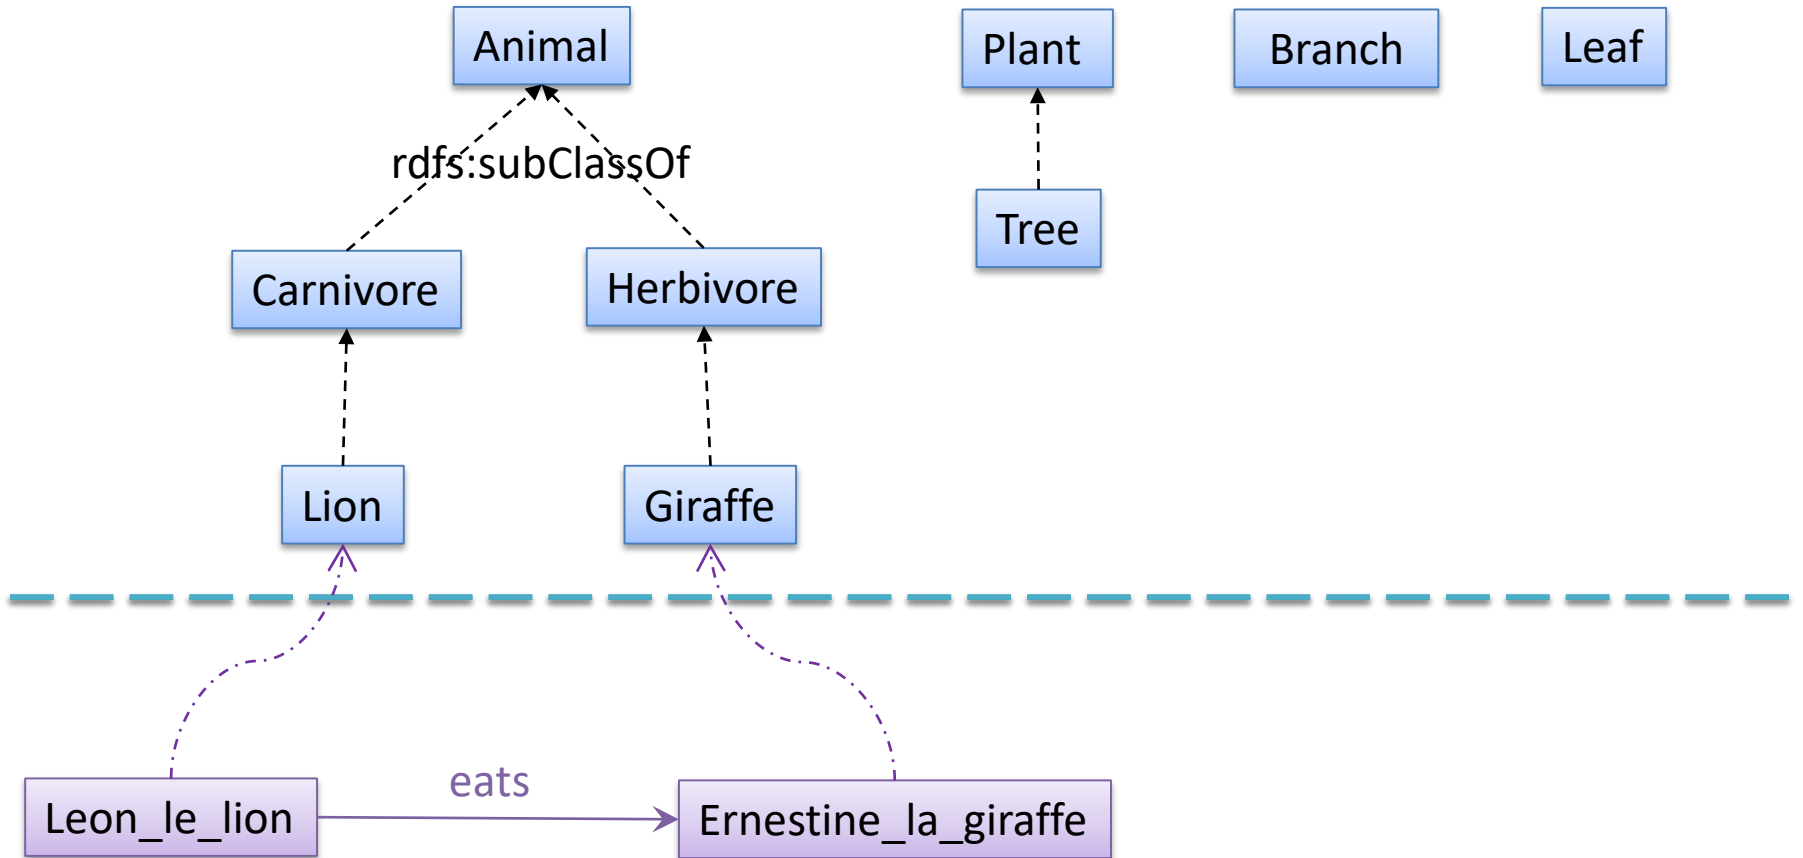 Animal
Plant
Branch
Leaf
rdfs:subClassOf
Tree
Carnivore
Herbivore
Lion
Giraffe
eats
Leon_le_lion
Ernestine_la_giraffe